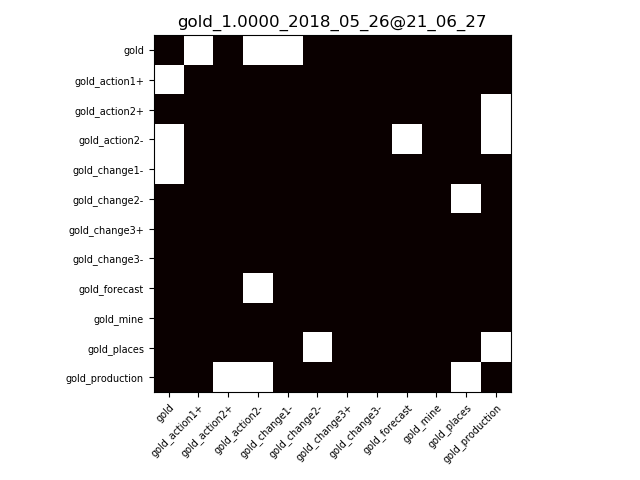 gold_1.0000_2018_05_26@21_06_27
gold
gold_action1+
gold_action2+
gold_action2-
gold_change1-
gold_change2-
gold_change3+
gold_change3-
gold_forecast
gold_mine
gold_places
gold_production
gold
gold_action1+
gold_action2+
gold_action2-
gold_change1-
gold_change2-
gold_change3+
gold_change3-
gold_forecast
gold_mine
gold_places
gold_production